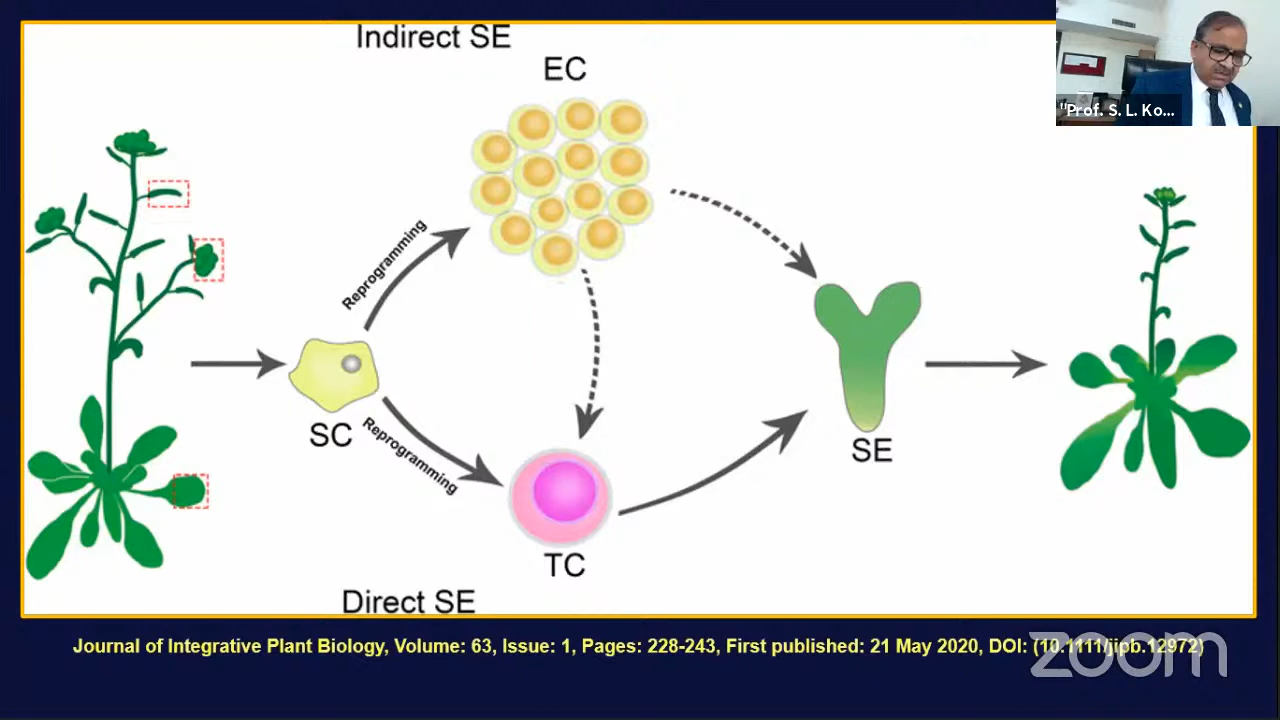 Indirect SE
EC
"Prof. S. L. Ko...
Reprogramming
SC
Reprogramming
SE
TC
Direct SE
Journal of Integrative Plant Biology, Volume: 63, Issue: 1, Pages: 228-243, First published: 21 May 2020, DOI: (10.1111/jipb.12972)
zoom